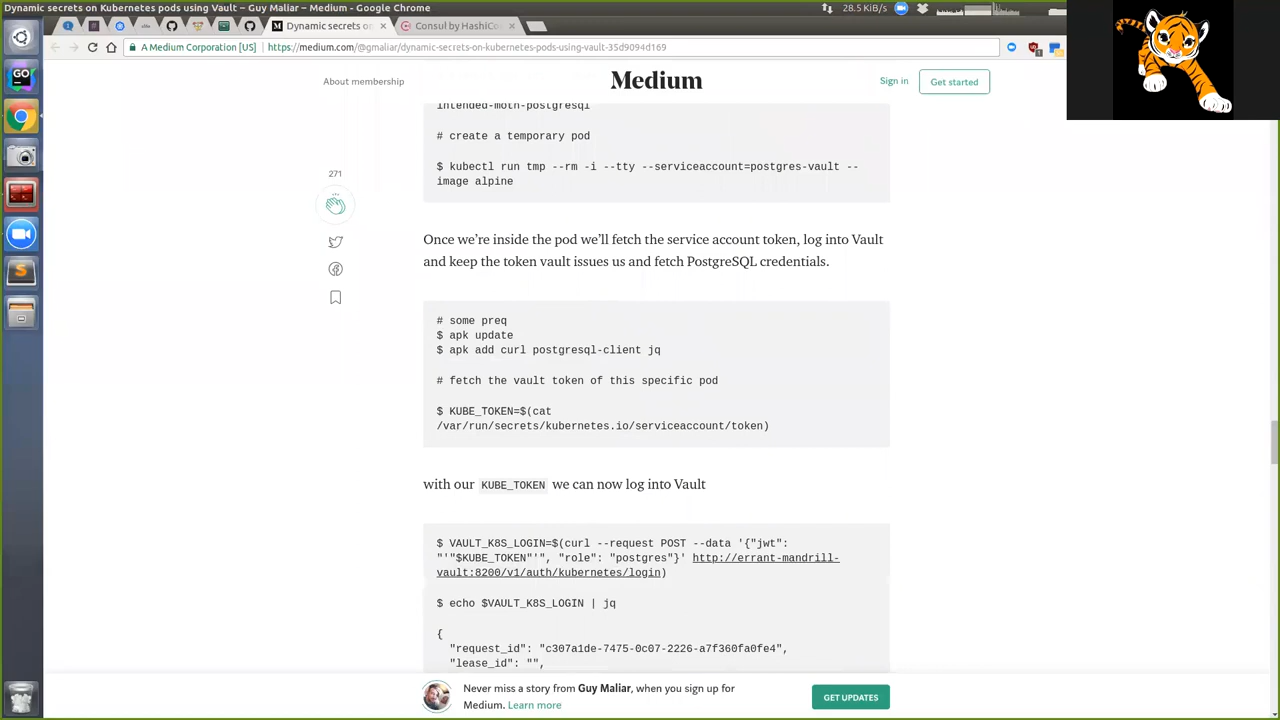 Dynamic secrets on Kubernetes pods using Vault – Guy Maliar – Medium - Google Chrome
28.5 KiB/s
Dynamic secrets on Kuberne
Consul by HashiCo
A Medium Corporation [US]
https://medium.com/@gmaliar/dynamic-secrets-on-kubernetes-pods-using-vault-35d9094d169
About membership
Medium
Sign in
Get started
intended-moth-postgresql
# create a temporary pod
$ kubectl run tmp --rm -i --tty --serviceaccount=postgres-vault --
image alpine
271
Once we’re inside the pod we’ll fetch the service account token, log into Vault
and keep the token vault issues us and fetch PostgreSQL credentials.
# some preq
$ apk update
$ apk add curl postgresql-client jq
# fetch the vault token of this specific pod
$ KUBE_TOKEN=$(cat
/var/run/secrets/kubernetes.io/serviceaccount/token)
with our KUBE_TOKEN we can now log into Vault
$ VAULT_K8S_LOGIN=$(curl --request POST --data '{"jwt":
"'"$KUBE_TOKEN"'", "role": "postgres"}' http://errant-mandrill-
vault:8200/v1/auth/kubernetes/login)
$ echo $VAULT_K8S_LOGIN | jq
{
"request_id": "c307a1de-7475-0c07-2226-a7f360fa0fe4",
"lease_id": "",
Never miss a story from Guy Maliar, when you sign up for
Medium. Learn more
GET UPDATES